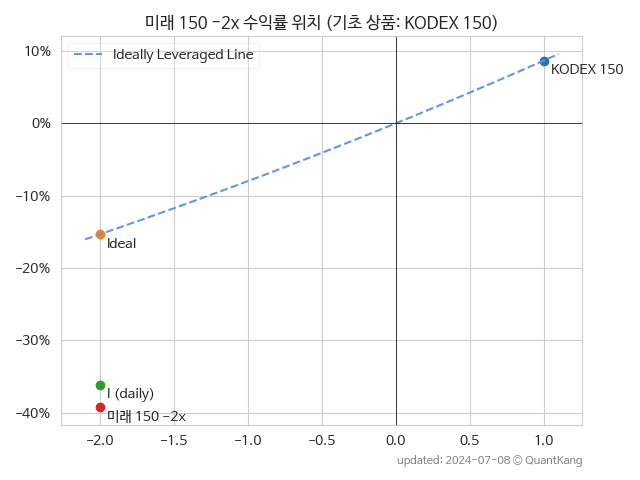 미래 150 -2x 수익률 위치 (기초 상품: KODEX 150)
Ideally Leveraged Line
10%
0%
-10%
-20%
-30%
-40%
KODEX 150
Ideal
I (daily)
미래 150 -2x
-2.0 -1.5 -1.0 -0.5 0.0 0.5 1.0
updated: 2024-07-08 © QuantKang